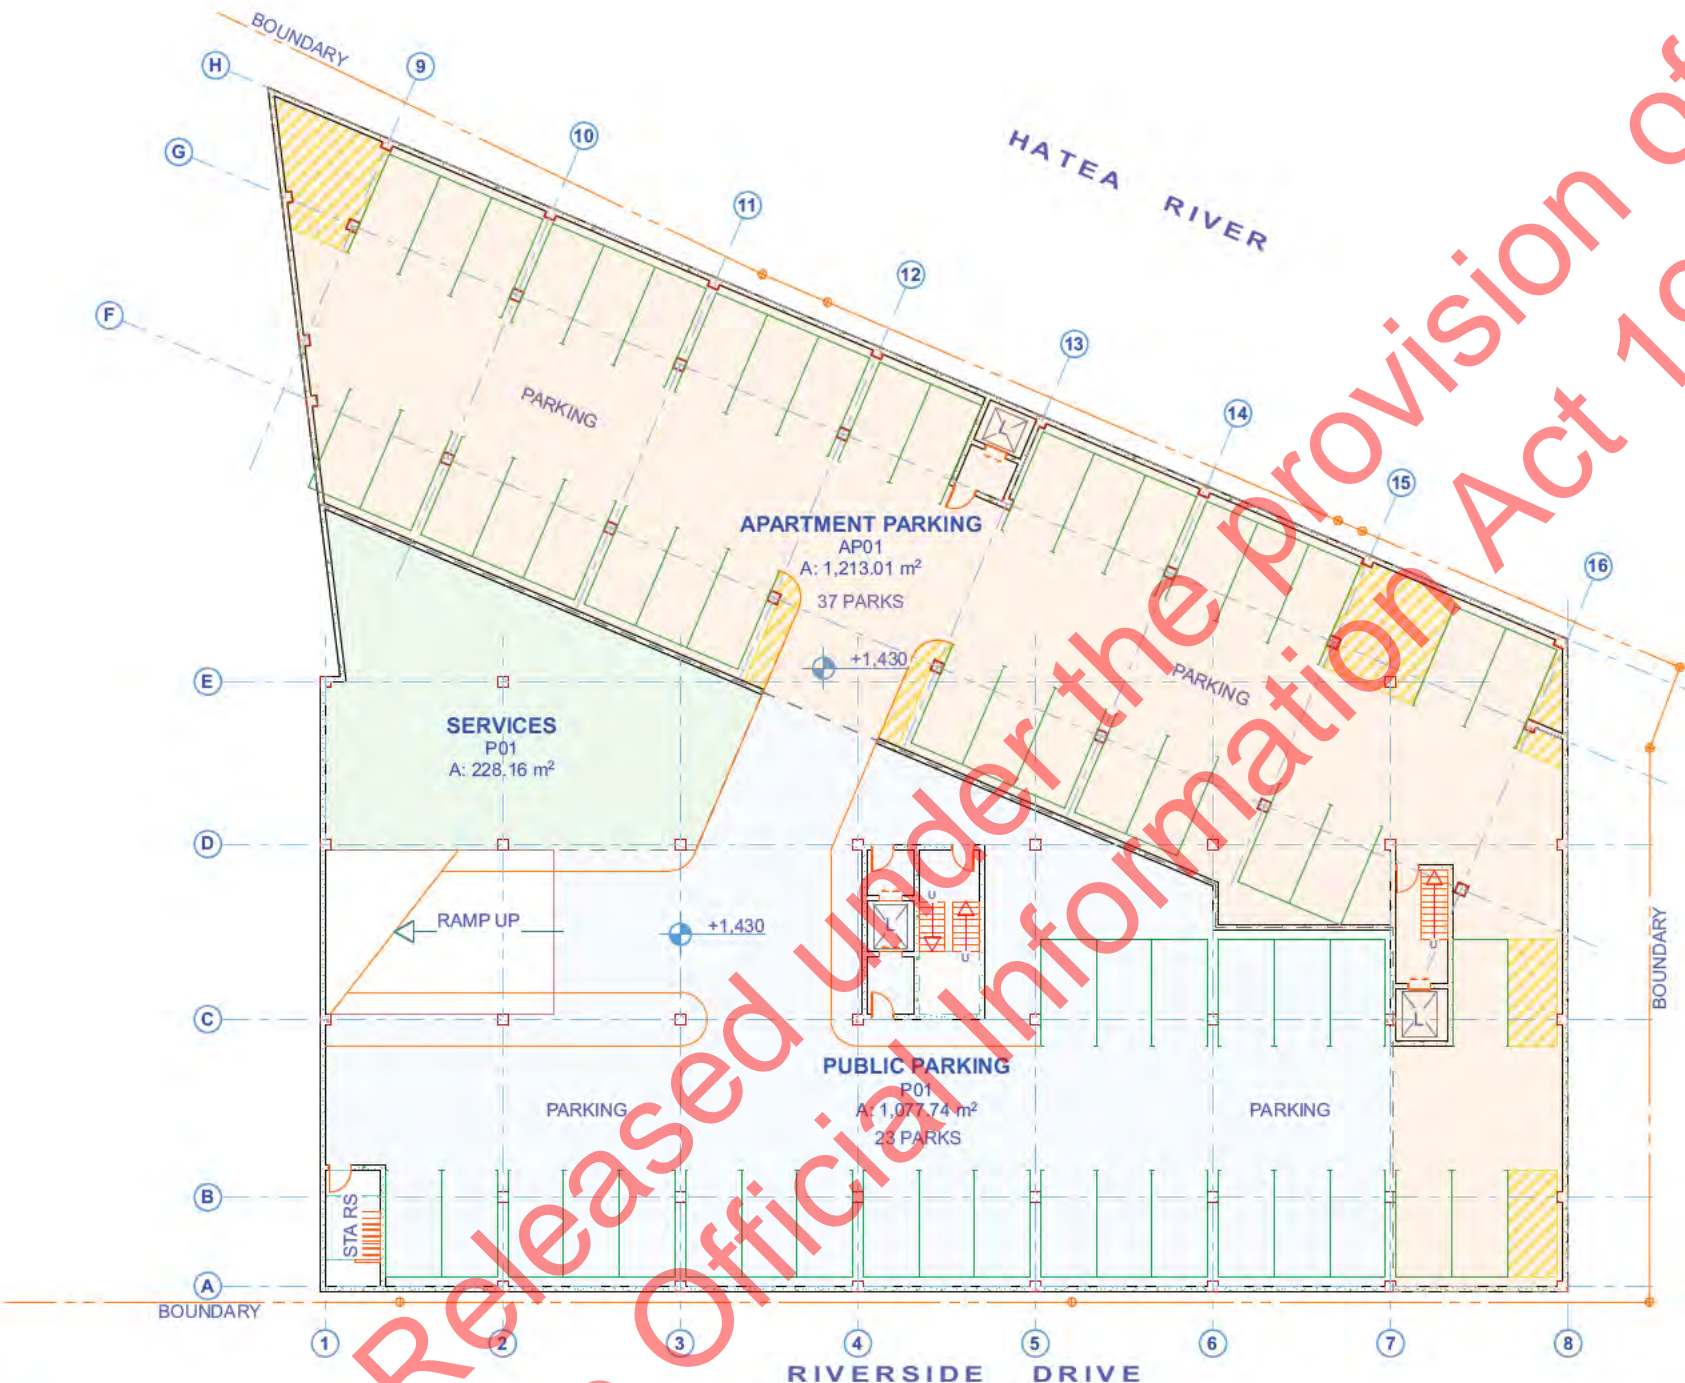 BOUNDARY
H
9
G
10
HATEA RIVER
11
12
F
13
14
15
16
PARKING
APARTMENT PARKING
AP01
A: 1,213.01 m²
37 PARKS
+1,430
PARKING
E
SERVICES
P01
A: 228.16 m²
D
RAMP UP
+1,430
L
L
U
U
U
L
BOUNDARY
C
PUBLIC PARKING
P01
A: 1,077.74 m²
23 PARKS
PARKING
PARKING
B
STA RS
A
BOUNDARY
1
2
3
4
5
6
7
8
RIVERSIDE DRIVE
Released under the provision of
Official Information Act 19